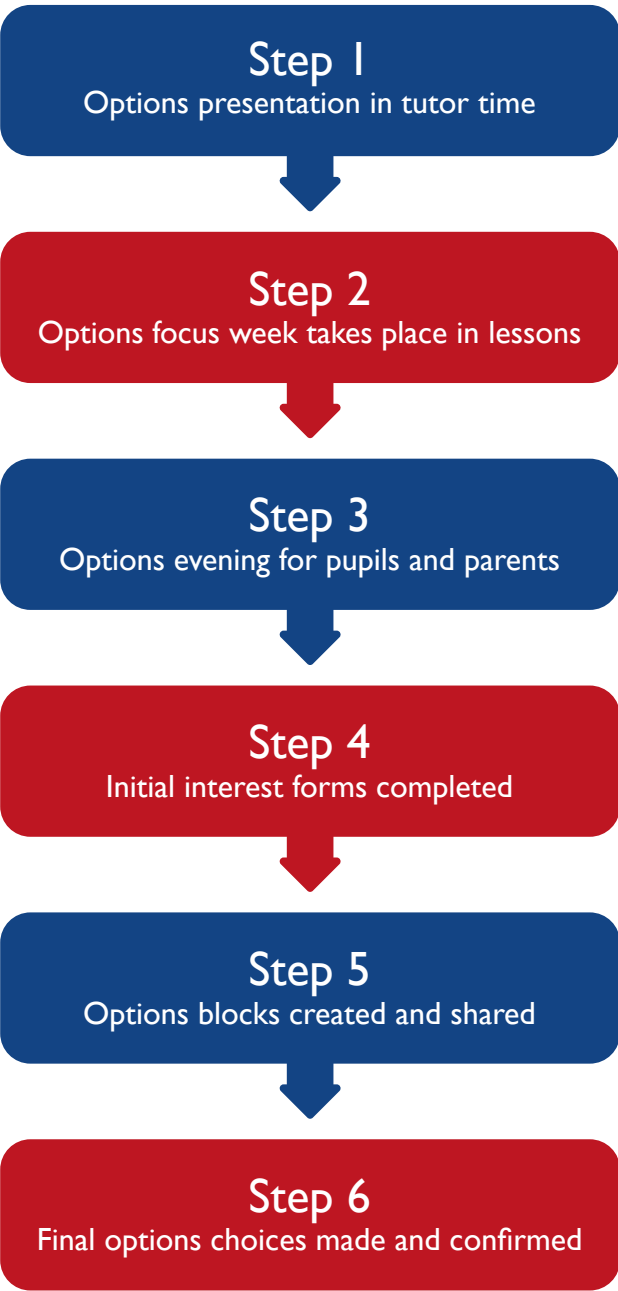 Step 1
Options presentation in tutor time
Step 2
Options focus week takes place in lessons
Step 3
Options evening for pupils and parents
Step 4
Initial interest forms completed
Step 5
Options blocks created and shared
Step 6
Final options choices made and confirmed